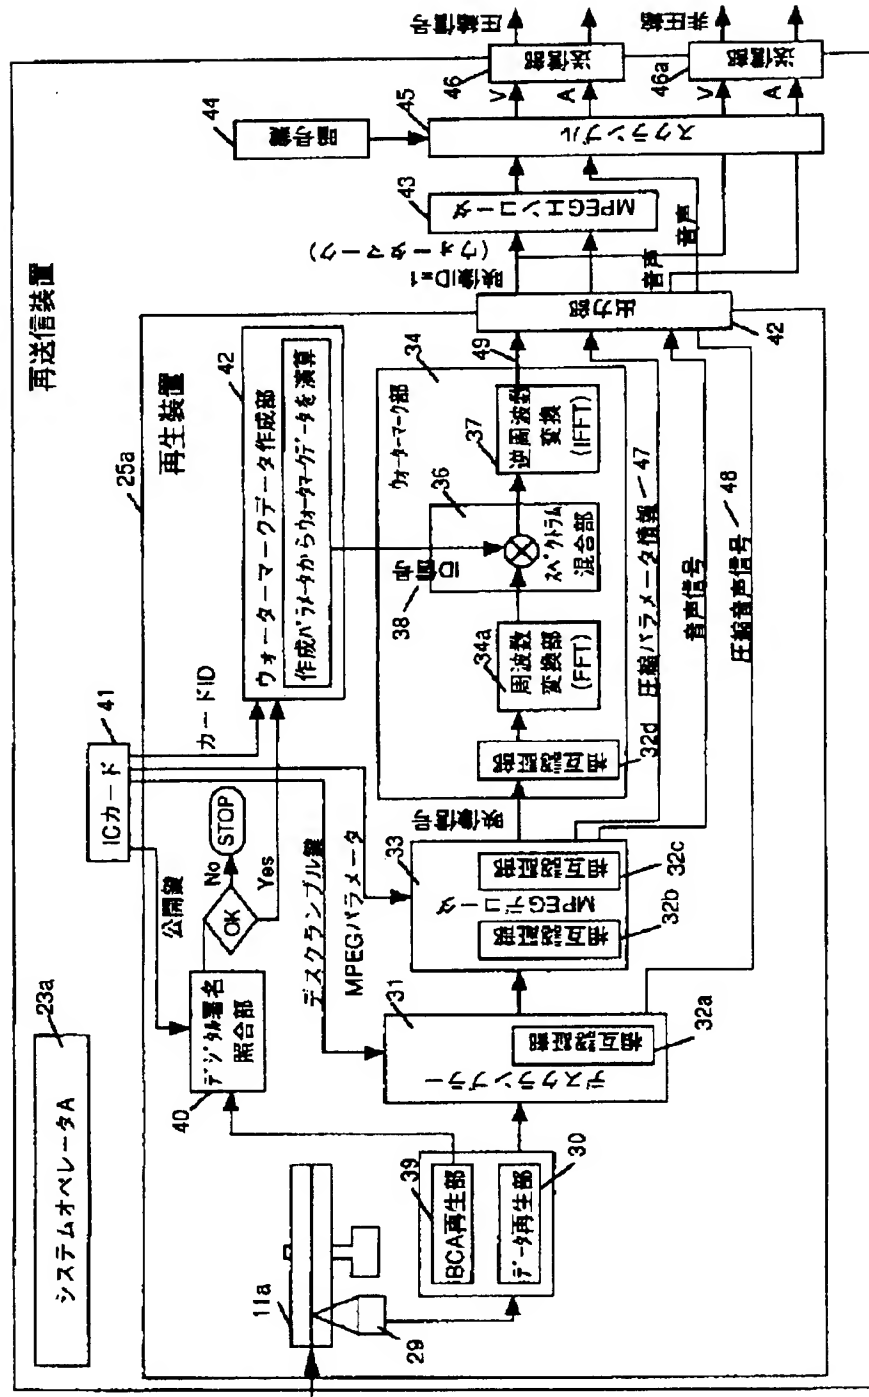 再送信装置
システムオペレータA
23a
再生装置
25a
ICカード
41
公開鍵
デスクランブル鍵
MPEGパラメータ
カードID
11a
29
BCA再生部
39
データ再生部
30
デジタル署名
照合部
40
OK
No
STOP
Yes
デスクランブラー
31
相互認証部
32a
MPEGデコータ
33
相互認証部
32b
相互認証部
32c
映像信号
ウォーターマークデータ作成部
42
作成パラメータからウォータマークデータを演算
ウォーターマーク部
34
相互認証部
32d
34a
周波数
変換部
(FFT)
ID信号
38
36
スペクトラム
混合部
37
逆周波数
変換
(IFFT)
49
圧縮パラメータ情報
47
音声信号
圧縮音声信号
48
出力部
42
映像ID=1
(ウォータマーク)
音声
音声
MPEGエンコータ
43
暗号鍵
44
スクランブル
45
V
A
送信部
46
圧縮信号
V
A
送信部
46a
非圧縮